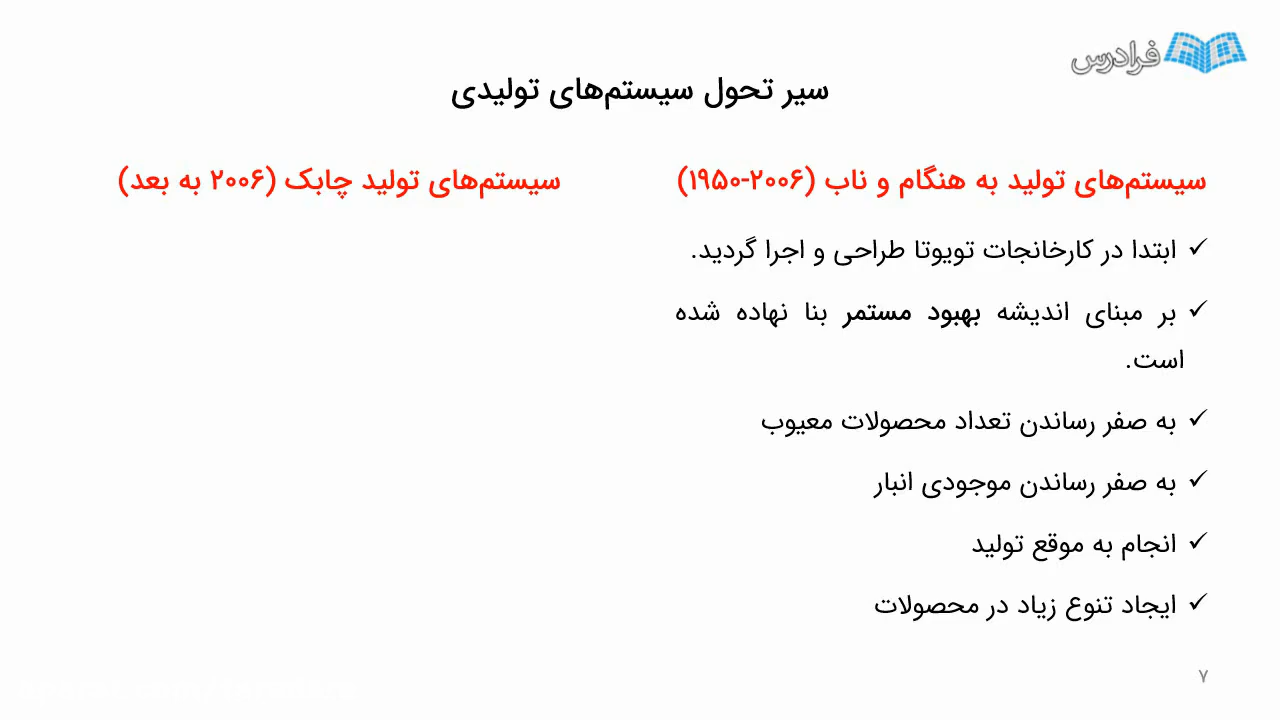 فرادرس
سیر تحول سیستم‌های تولیدی
سیستم‌های تولید به هنگام و ناب (۲۰۰۶-۱۹۵۰)
✓ ابتدا در کارخانجات تویوتا طراحی و اجرا گردید.
✓ بر مبنای اندیشه بهبود مستمر بنا نهاده شده
است.
✓ به صفر رساندن تعداد محصولات معیوب
✓ به صفر رساندن موجودی انبار
✓ انجام به موقع تولید
✓ ایجاد تنوع زیاد در محصولات
سیستم‌های تولید چابک (۲۰۰۶ به بعد)
۷